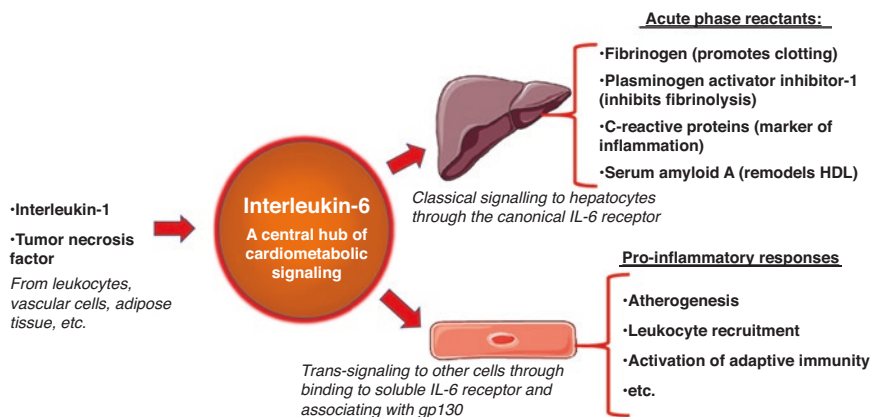 •Interleukin-1
•Tumor necrosis
factor
From leukocytes,
vascular cells, adipose
tissue, etc.
Interleukin-6
A central hub of
cardiometabolic
signaling
Acute phase reactants:
•Fibrinogen (promotes clotting)
•Plasminogen activator inhibitor-1
(inhibits fibrinolysis)
•C-reactive proteins (marker of
inflammation)
•Serum amyloid A (remodels HDL)
Classical signalling to hepatocytes
through the canonical IL-6 receptor
Pro-inflammatory responses
•Atherogenesis
•Leukocyte recruitment
•Activation of adaptive immunity
•etc.
Trans-signaling to other cells through
binding to soluble IL-6 receptor and
associating with gp130